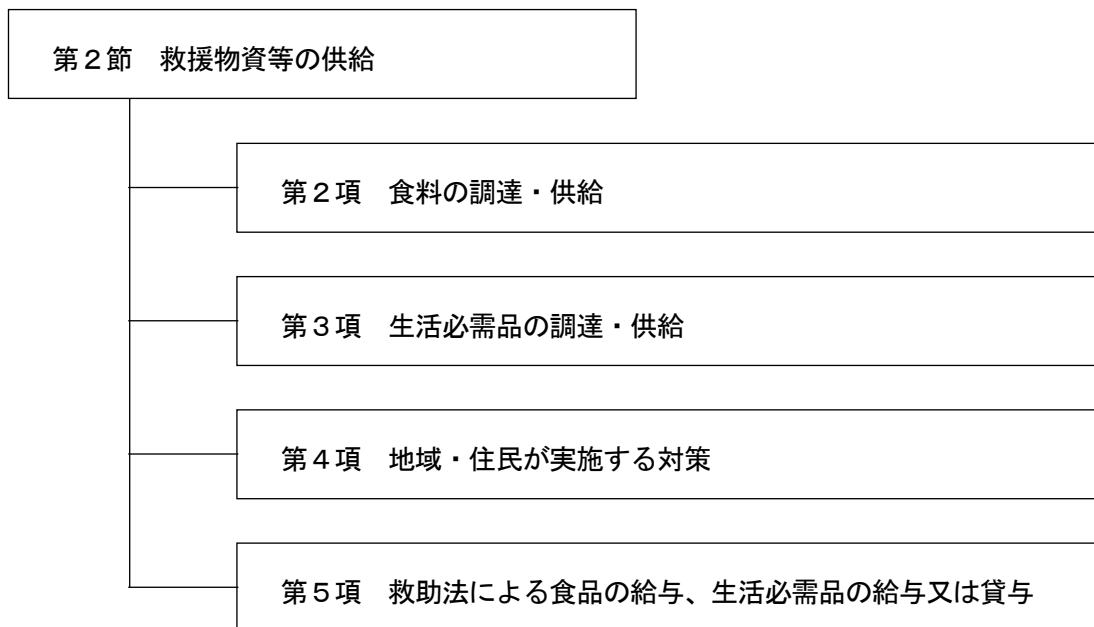 第２節　救援物資等の供給
第２項　食料の調達・供給
第３項　生活必需品の調達・供給
第４項　地域・住民が実施する対策
第５項　救助法による食品の給与、生活必需品の給与又は貸与